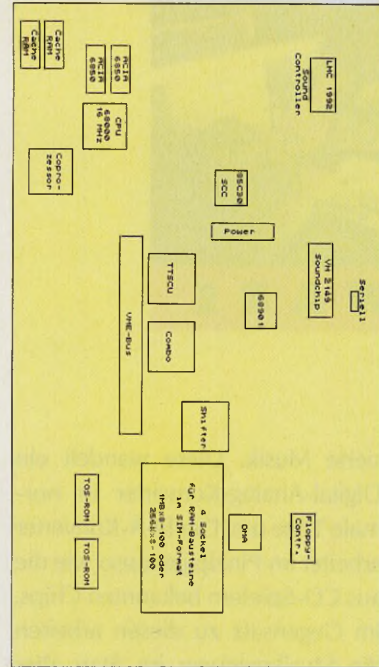 Cache
RAM
Cache
RAM
ACIA
6850
ACIA
6850
LMC 1992
Sound
Controller
CPU
68000
16 MHz
Copro-
zessor
85C30
SCC
Power
TTSCU
68901
YM 2149
Soundchip
Seriell
VME-Bus
Combo
Shifter
TOS-ROM
TOS-ROM
4 Sockel
für RAM-Bausteine
im SIM-Format
1MBx8-100 oder
256kx8-100
DMA
Floppy-
Contr.